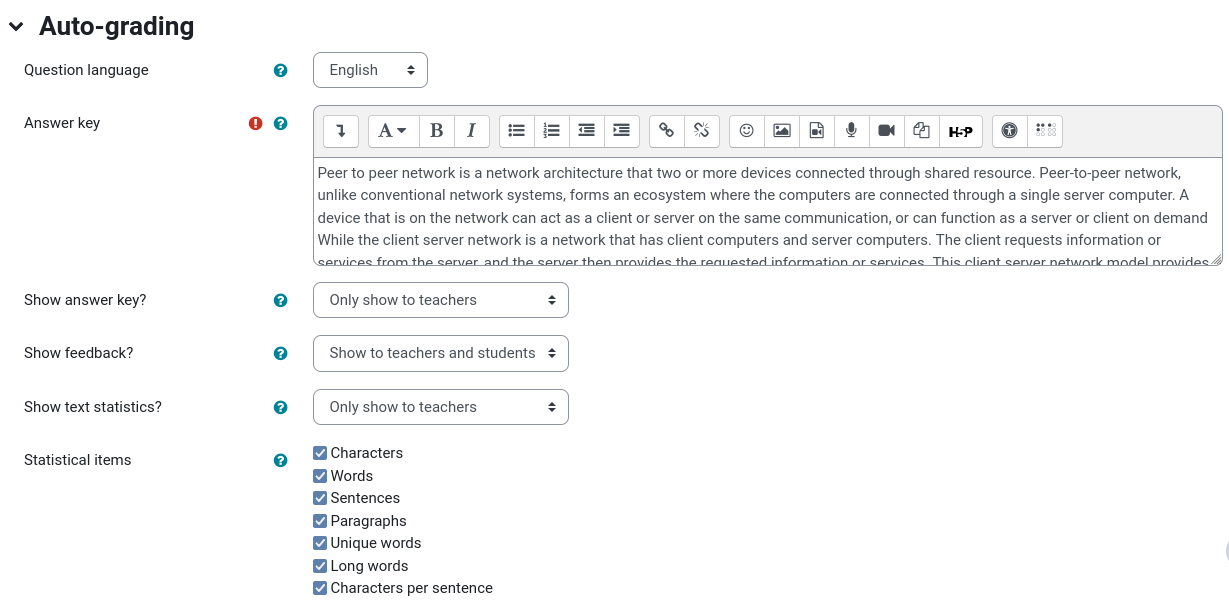 Auto-grading
Question language
English
Answer key
A B I H5P
Peer to peer network is a network architecture that two or more devices connected through shared resource. Peer-to-peer network,
unlike conventional network systems, forms an ecosystem where the computers are connected through a single server computer. A
device that is on the network can act as a client or server on the same communication, or can function as a server or client on demand
While the client server network is a network that has client computers and server computers. The client requests information or
services from the server, and the server then provides the requested information or services. This client server network model provides
Show answer key?
Only show to teachers
Show feedback?
Show to teachers and students
Show text statistics?
Only show to teachers
Statistical items
Characters
Words
Sentences
Paragraphs
Unique words
Long words
Characters per sentence